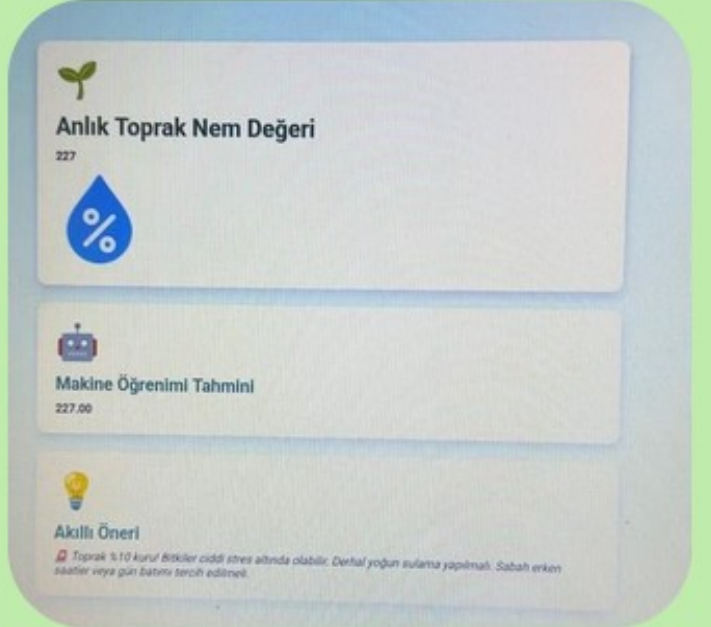 Anlık Toprak Nem Değeri
227
%
Makine Öğrenimi Tahmini
227.00
Akıllı Öneri
Toprak %10 kuru! Bitkiler ciddi stres altında olabilir. Derhal yoğun sulama yapılmalı. Sabah erken
saatler veya gün batımı tercih edilmeli.